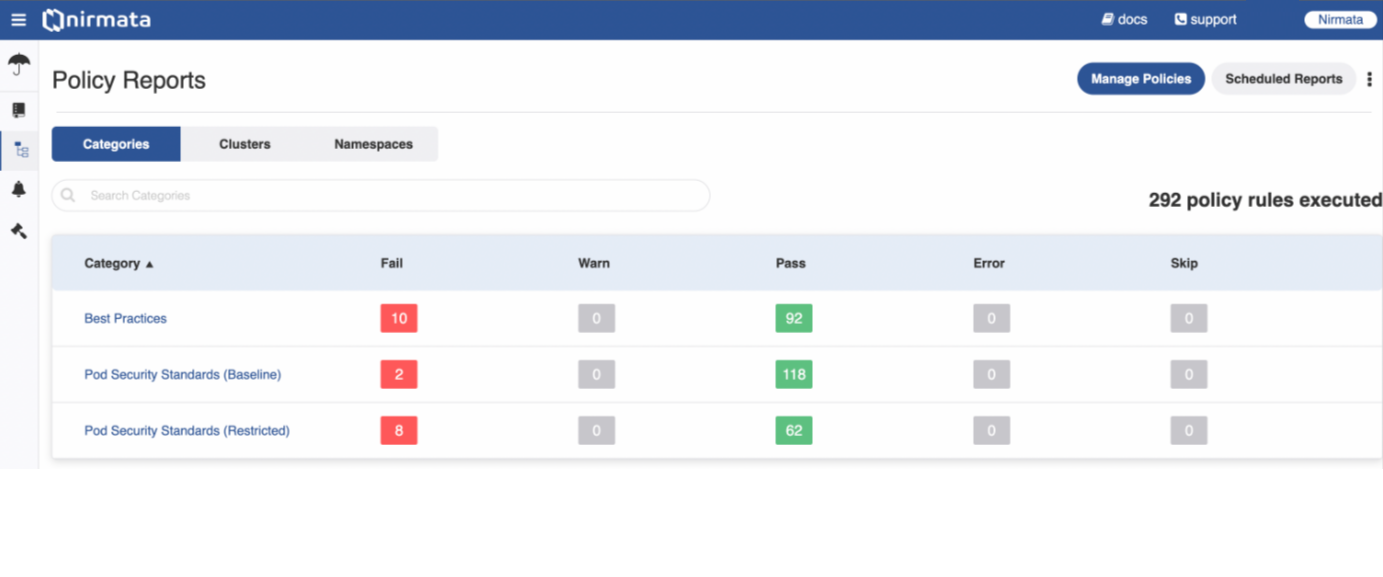 nirmata
docs
support
Nirmata
Policy Reports
Manage Policies
Scheduled Reports
Categories
Clusters
Namespaces
Search Categories
292 policy rules executed
Category ▲ Fail Warn Pass Error Skip
Best Practices 10 0 92 0 0
Pod Security Standards (Baseline) 2 0 118 0 0
Pod Security Standards (Restricted) 8 0 62 0 0